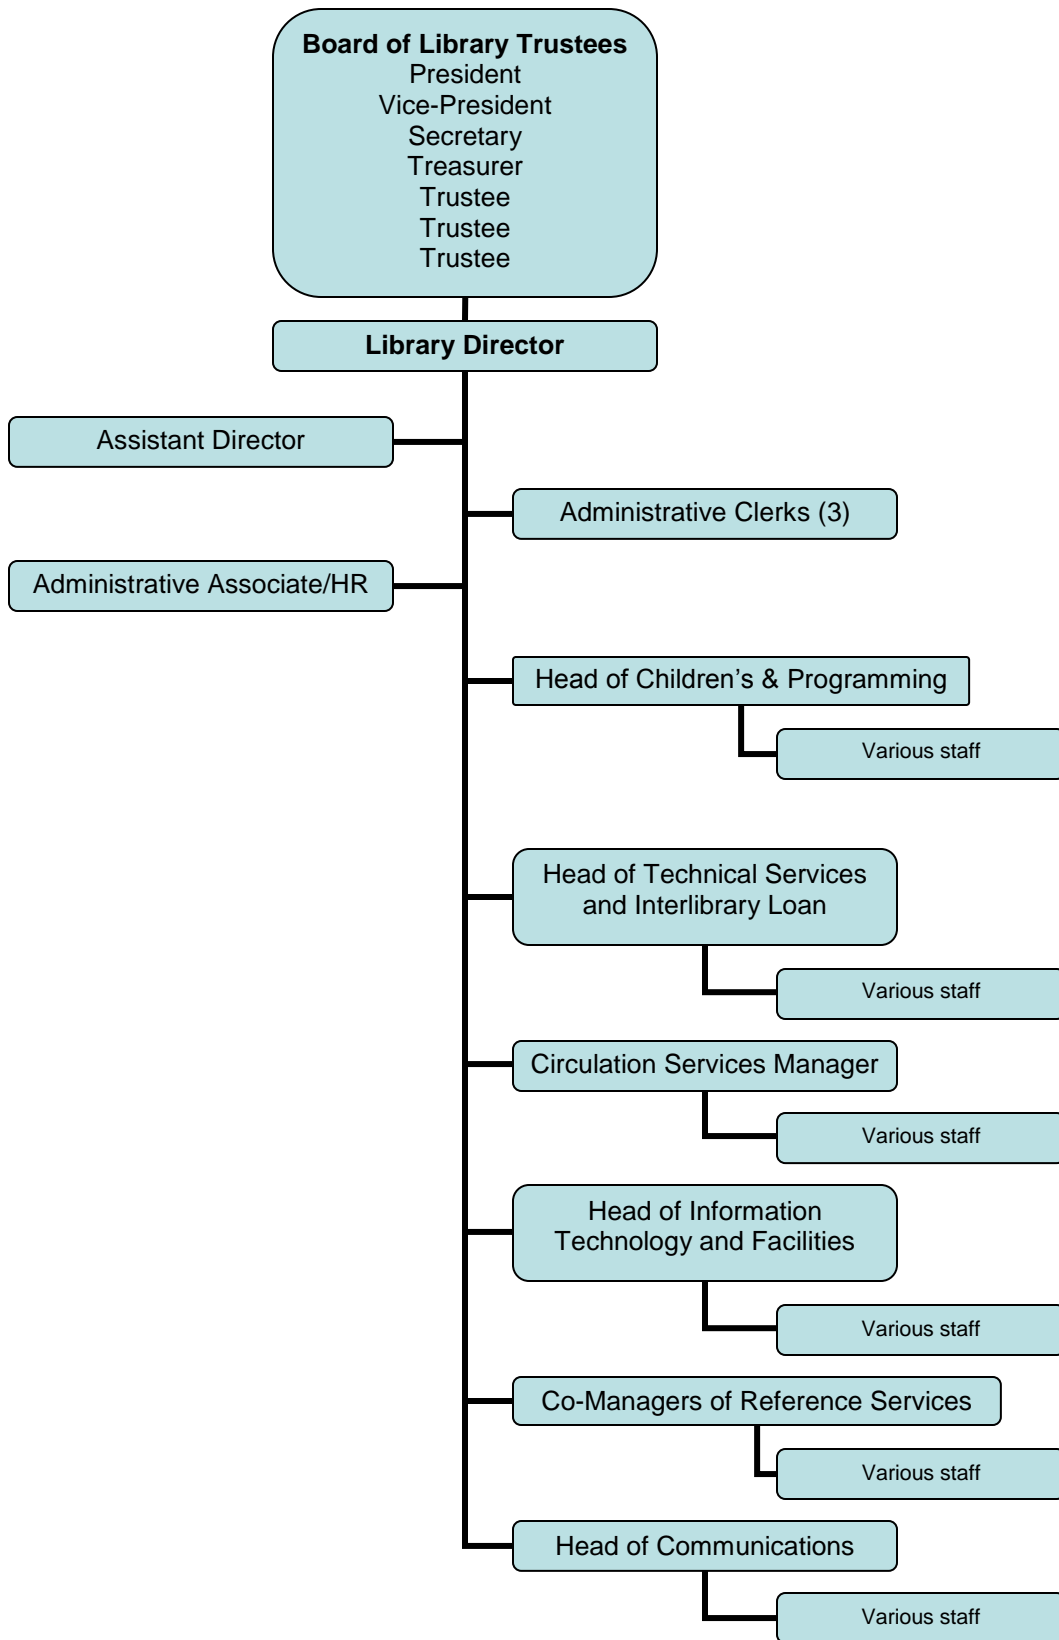 Board of Library Trustees
President
Vice-President
Secretary
Treasurer
Trustee
Trustee
Trustee
Library Director
Assistant Director
Administrative Clerks (3)
Administrative Associate/HR
Head of Children’s & Programming
Various staff
Head of Technical Services
and Interlibrary Loan
Various staff
Circulation Services Manager
Various staff
Head of Information
Technology and Facilities
Various staff
Co-Managers of Reference Services
Various staff
Head of Communications
Various staff